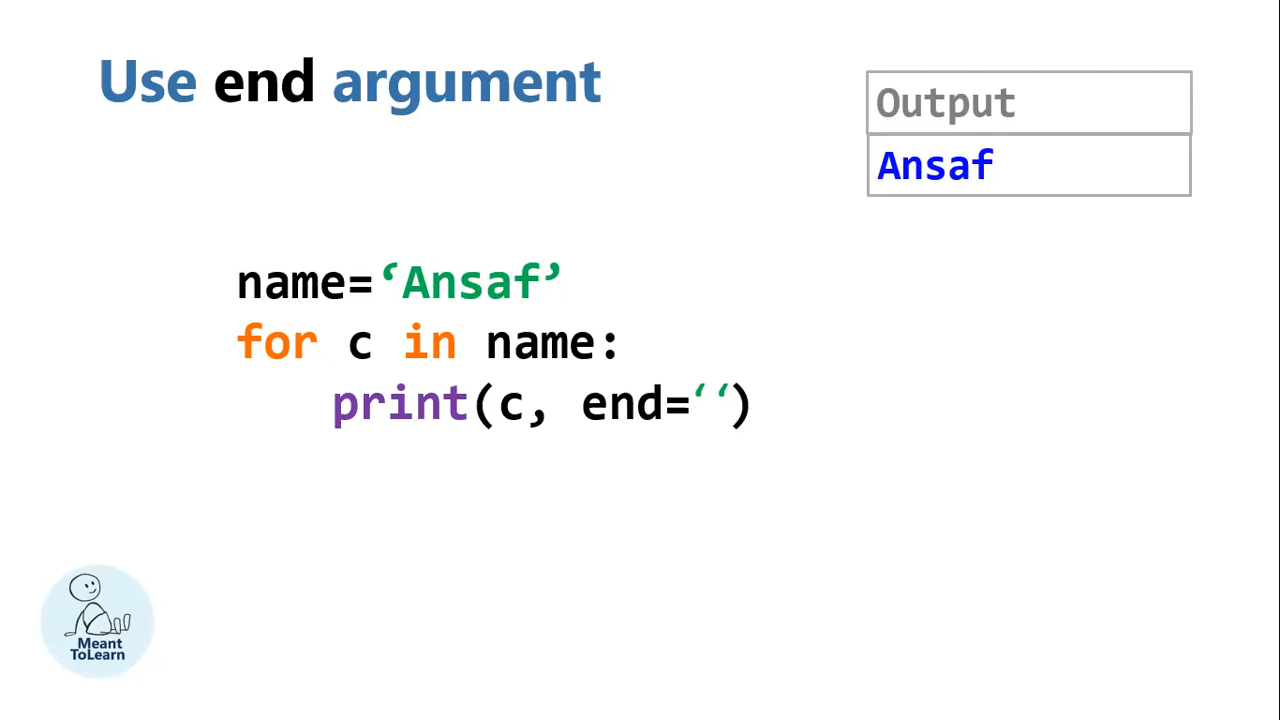 Use end argument
Output
Ansaf
name=‘Ansaf’
for c in name:
    print(c, end=‘ ‘)
Meant
ToLearn